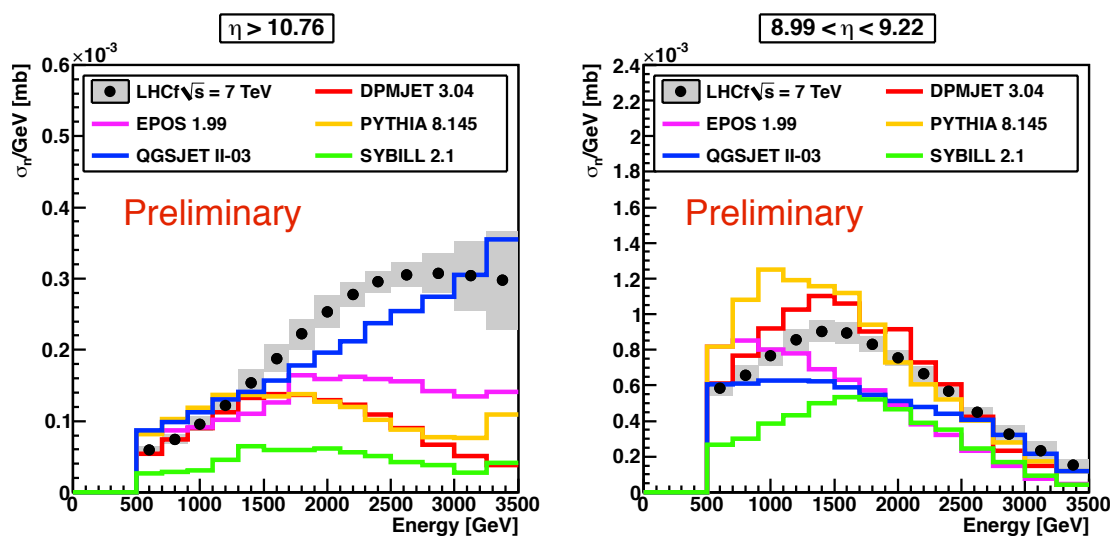 η > 10.76
×10⁻³
σₙ/GeV [mb]
0.6
0.5
0.4
0.3
0.2
0.1
0
LHCf √s = 7 TeV
DPMJET 3.04
EPOS 1.99
PYTHIA 8.145
QGSJET II-03
SYBILL 2.1
Preliminary
0 500 1000 1500 2000 2500 3000 3500
Energy [GeV]
8.99 < η < 9.22
×10⁻³
σₙ/GeV [mb]
2.4
2.2
2
1.8
1.6
1.4
1.2
1
0.8
0.6
0.4
0.2
0
LHCf √s = 7 TeV
DPMJET 3.04
EPOS 1.99
PYTHIA 8.145
QGSJET II-03
SYBILL 2.1
Preliminary
0 500 1000 1500 2000 2500 3000 3500
Energy [GeV]